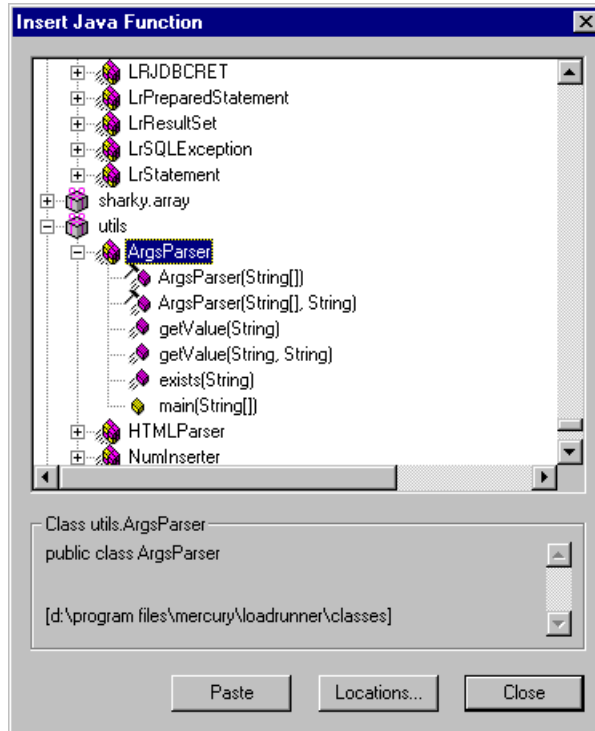 Insert Java Function
LRJDBCRET
LrPreparedStatement
LrResultSet
LrSQLException
LrStatement
sharky.array
utils
ArgsParser
ArgsParser(String[])
ArgsParser(String[], String)
getValue(String)
getValue(String, String)
exists(String)
main(String[])
HTMLParser
NumInserter
Class utils.ArgsParser
public class ArgsParser
[d:\program files\mercury\loadrunner\classes]
Paste Locations... Close